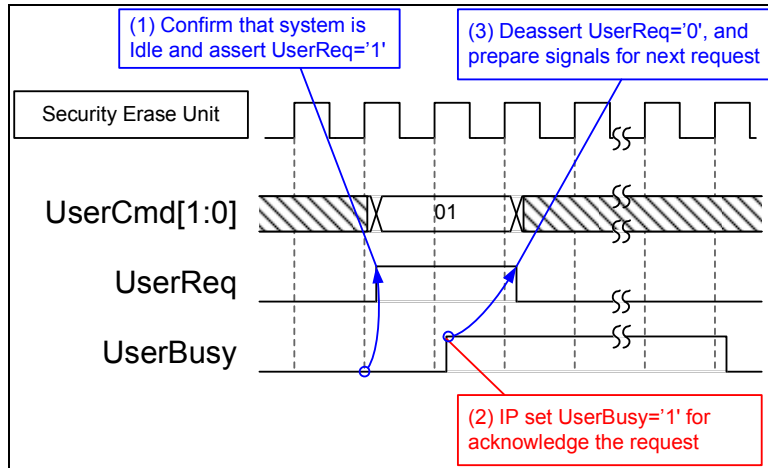 (1) Confirm that system is
Idle and assert UserReq='1'
(3) Deassert UserReq='0', and
prepare signals for next request
Security Erase Unit
UserCmd[1:0]
01
UserReq
UserBusy
(2) IP set UserBusy=’1’ for
acknowledge the request